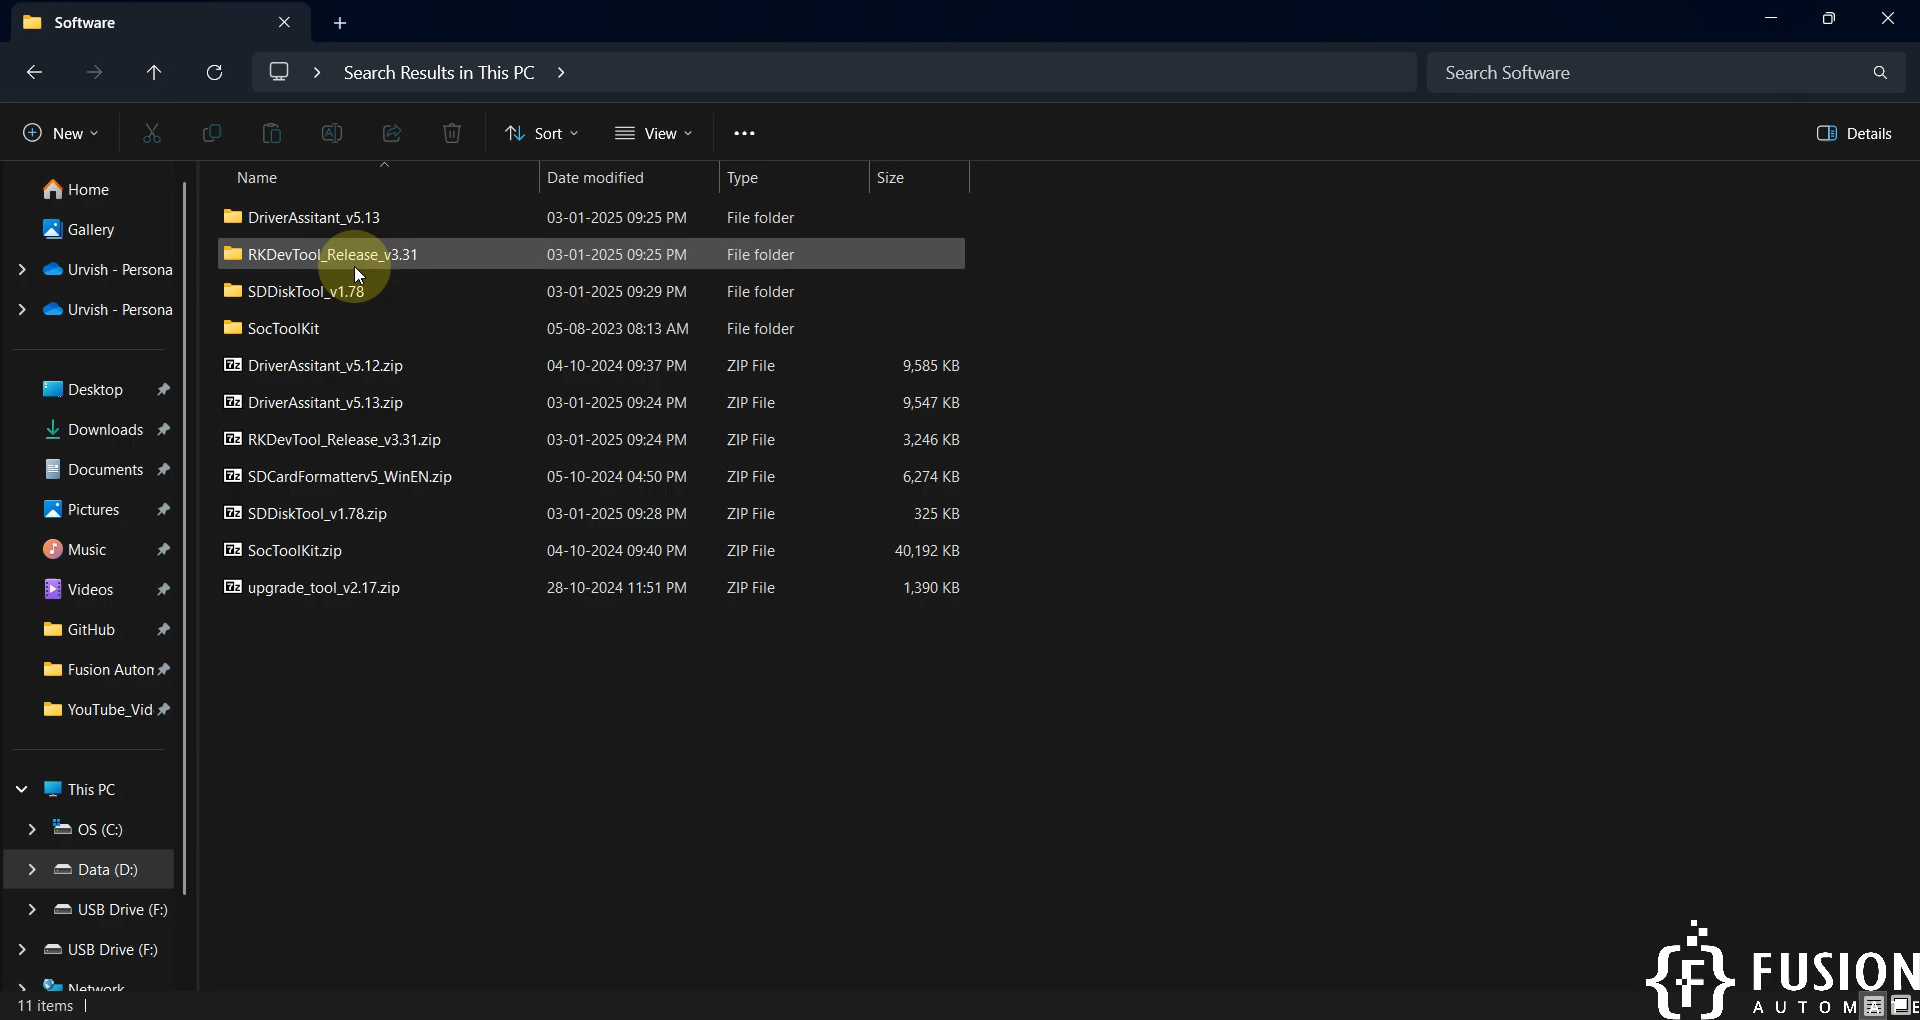 Software
Search Results in This PC
Search Software
New
Sort
View
Details
Name Date modified Type Size
DriverAssitant_v5.13 03-01-2025 09:25 PM File folder
RKDevTool_Release_v3.31 03-01-2025 09:25 PM File folder
SDDiskTool_v1.78 03-01-2025 09:29 PM File folder
SocToolKit 05-08-2023 08:13 AM File folder
DriverAssitant_v5.12.zip 04-10-2024 09:37 PM ZIP File 9,585 KB
DriverAssitant_v5.13.zip 03-01-2025 09:24 PM ZIP File 9,547 KB
RKDevTool_Release_v3.31.zip 03-01-2025 09:24 PM ZIP File 3,246 KB
SDCardFormatterv5_WinEN.zip 05-10-2024 04:50 PM ZIP File 6,274 KB
SDDiskTool_v1.78.zip 03-01-2025 09:28 PM ZIP File 325 KB
SocToolKit.zip 04-10-2024 09:40 PM ZIP File 40,192 KB
upgrade_tool_v2.17.zip 28-10-2024 11:51 PM ZIP File 1,390 KB
Home
Gallery
Urvish - Persona
Urvish - Persona
Desktop
Downloads
Documents
Pictures
Music
Videos
GitHub
Fusion Autom
YouTube_Vid
This PC
OS (C:)
Data (D:)
USB Drive (F:)
USB Drive (F:)
Network
11 items
FUSION